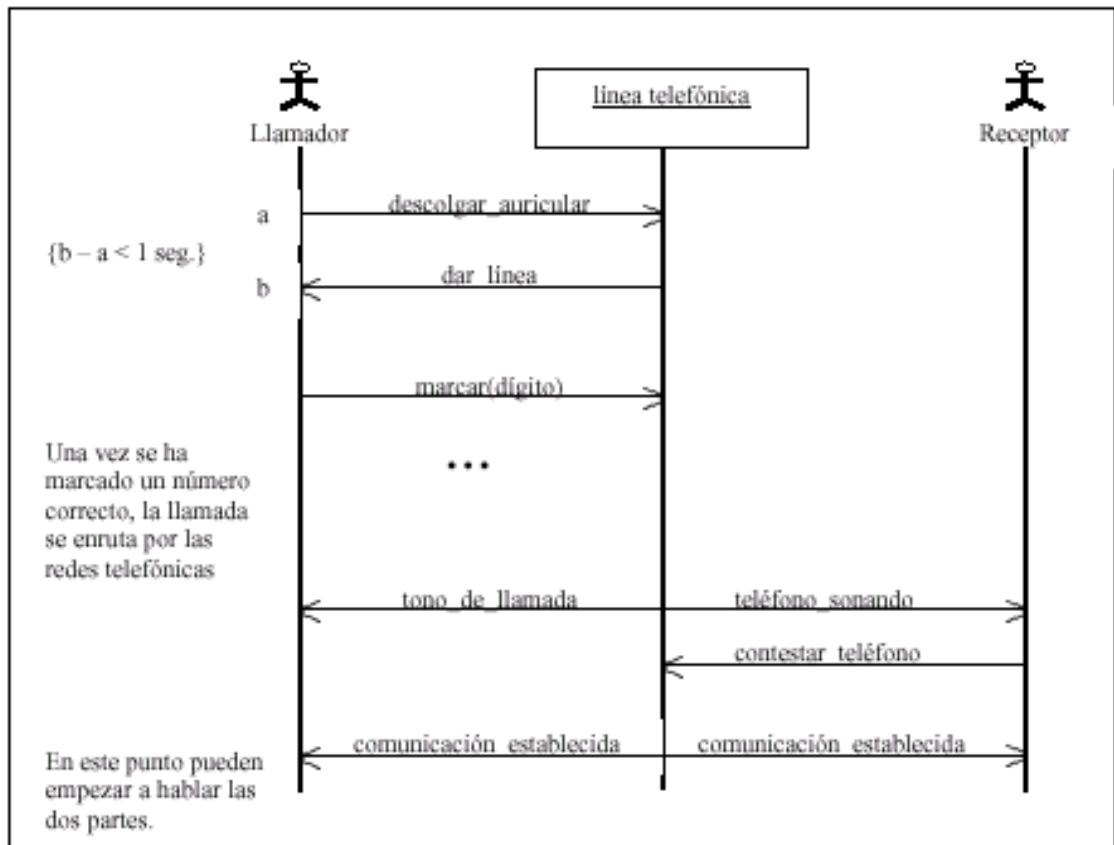 línea telefónica
Llamador
Receptor
a
descolgar_auricular
{b – a < 1 seg.}
b
dar_línea
marcar(dígito)
Una vez se ha
marcado un número
correcto, la llamada
se enruta por las
redes telefónicas
...
tono_de_llamada
teléfono_sonando
contestar_teléfono
comunicación_establecida
comunicación_establecida
En este punto pueden
empezar a hablar las
dos partes.